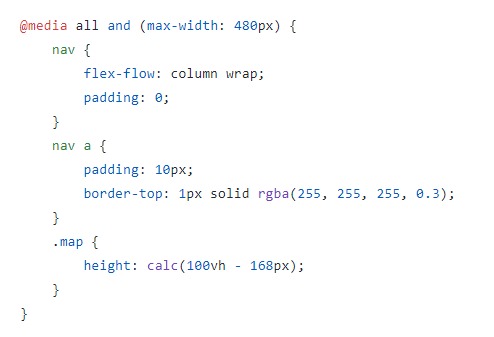 @media all and (max-width: 480px) {
    nav {
        flex-flow: column wrap;
        padding: 0;
    }
    nav a {
        padding: 10px;
        border-top: 1px solid rgba(255, 255, 255, 0.3);
    }
    .map {
        height: calc(100vh - 168px);
    }
}